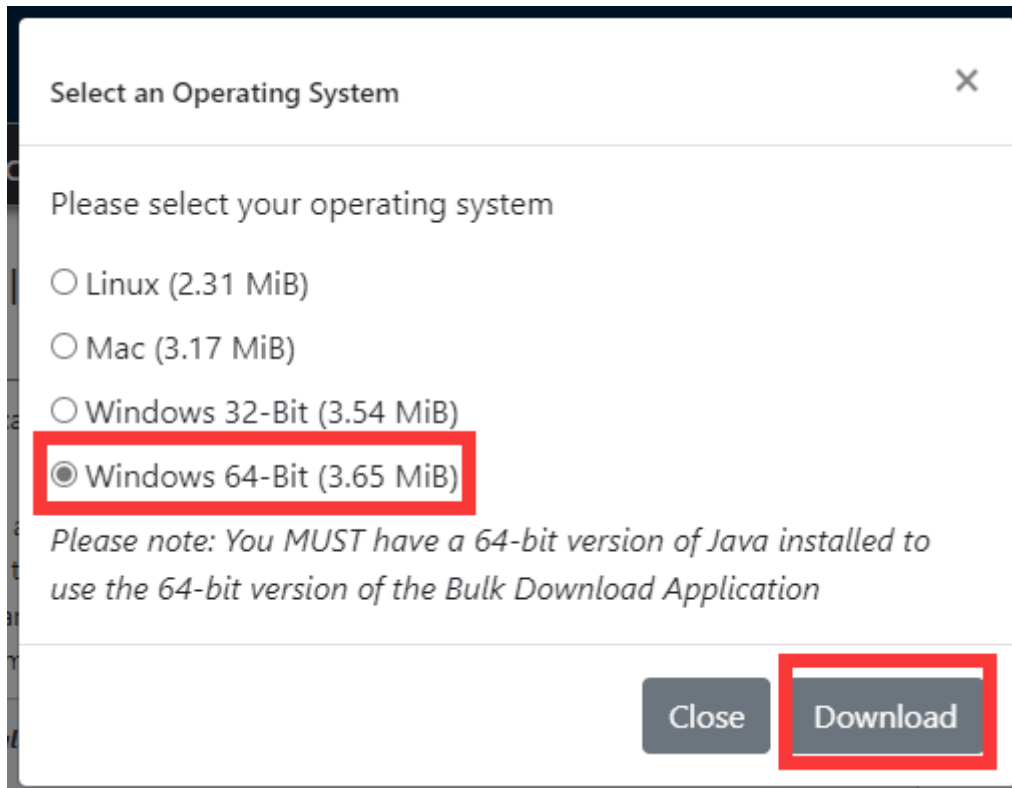 Select an Operating System
×
Please select your operating system
Linux (2.31 MiB)
Mac (3.17 MiB)
Windows 32-Bit (3.54 MiB)
Windows 64-Bit (3.65 MiB)
Please note: You MUST have a 64-bit version of Java installed to
use the 64-bit version of the Bulk Download Application
Close Download